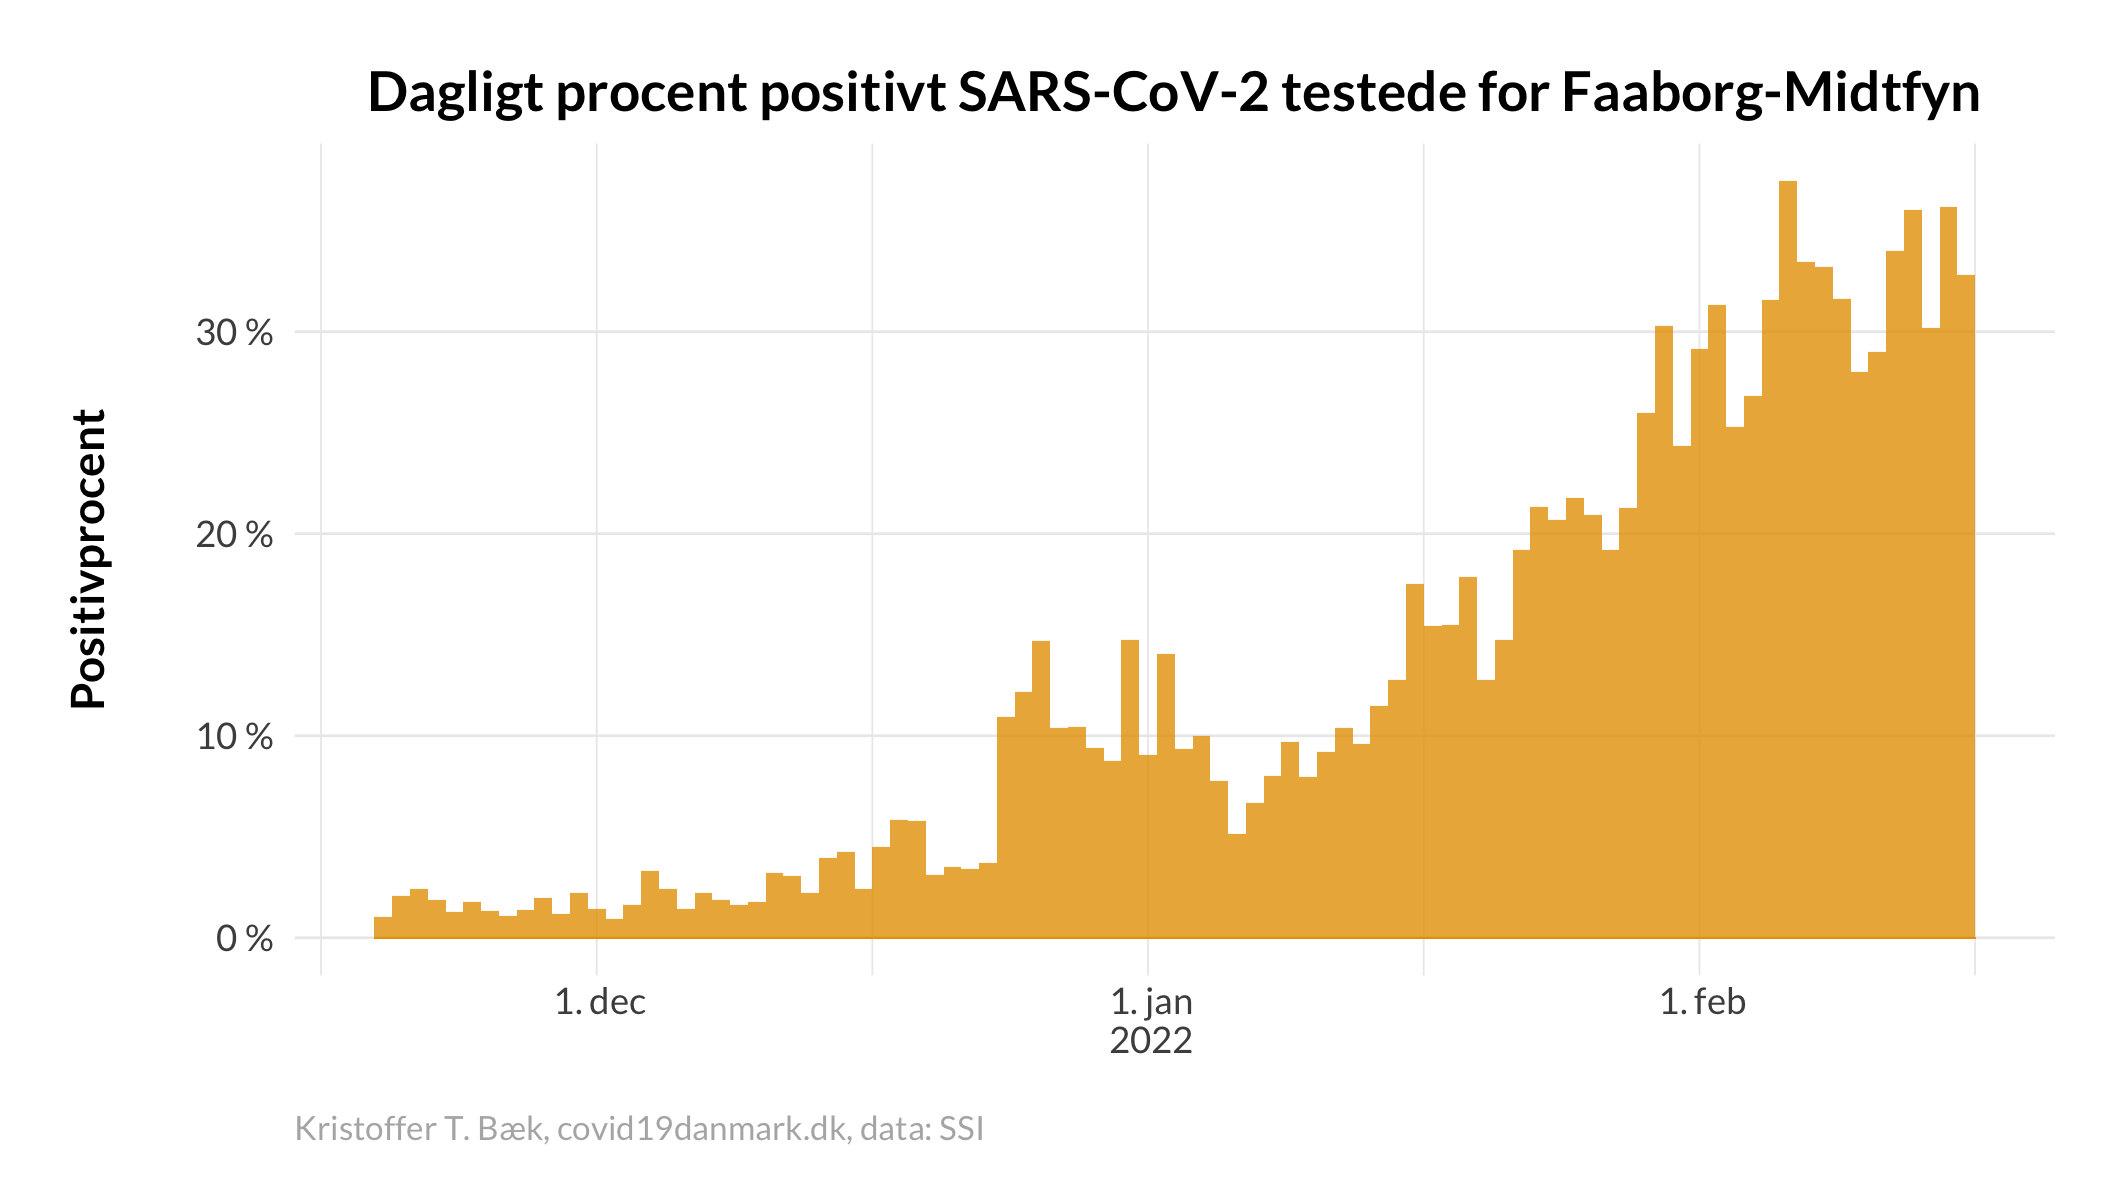 Dagligt procent positivt SARS-CoV-2 testede for Faaborg-Midtfyn
Positivprocent
30 %
20 %
10 %
0 %
1. dec
1. jan
2022
1. feb
Kristoffer T. Bæk, covid19danmark.dk, data: SSI